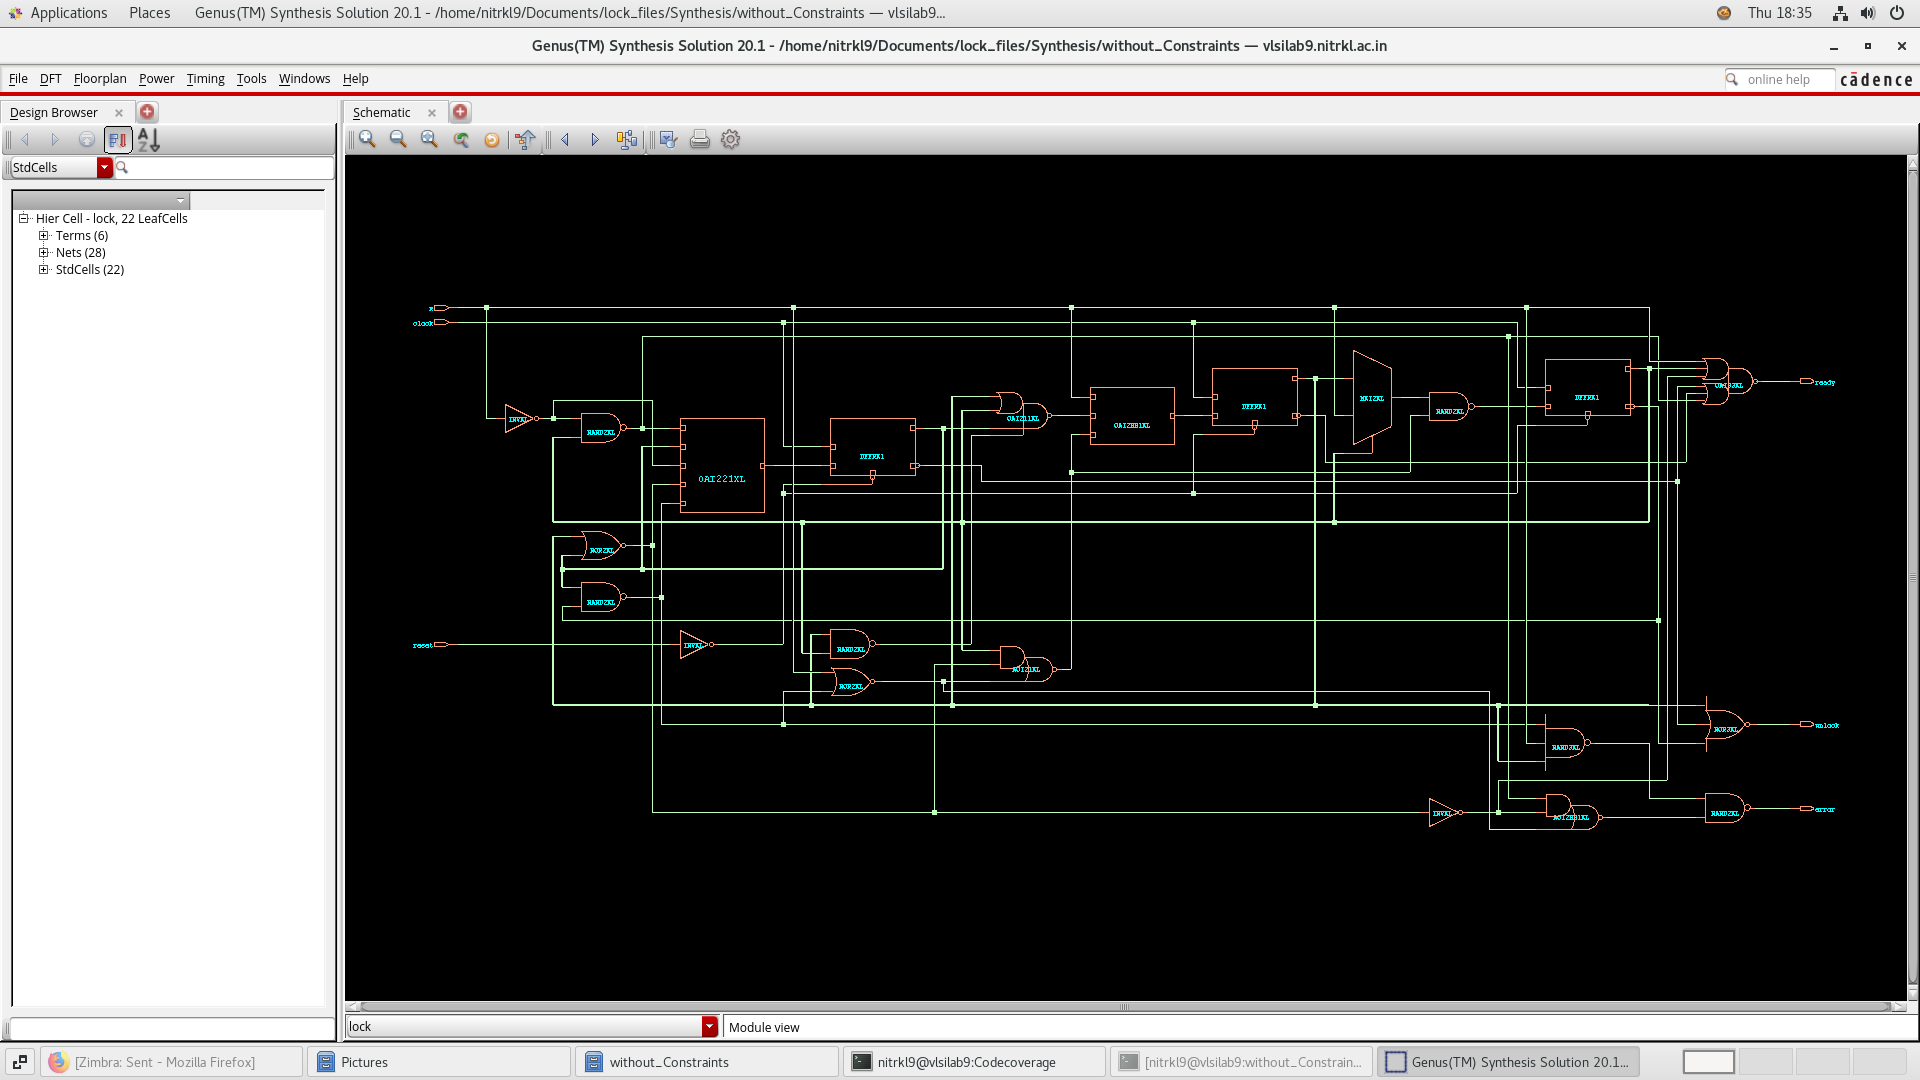 Applications Places Genus(TM) Synthesis Solution 20.1 - /home/nitrkl9/Documents/lock_files/Synthesis/without_Constraints — vlsilab9... Thu 18:35
Genus(TM) Synthesis Solution 20.1 - /home/nitrkl9/Documents/lock_files/Synthesis/without_Constraints — vlsilab9.nitrkl.ac.in
File DFT Floorplan Power Timing Tools Windows Help online help cādence
Design Browser Schematic
StdCells
Hier Cell - lock, 22 LeafCells
Terms (6)
Nets (28)
StdCells (22)
x
clock
ready
MXI2XL
DFFRX1
DFFRX1
OAI211XL
OAI2BB1XL
NAND2XL
INVXL
NAND2XL
DFFRX1
OAI221XL
NOR2XL
NAND2XL
reset
INVXL
NAND2XL
AOI21XL
NOR2XL
unlock
NOR3XL
NAND3XL
INVXL
AOI2BB1XL
NAND2XL
error
lock Module view
[Zimbra: Sent - Mozilla Firefox] Pictures without_Constraints nitrkl9@vlsilab9:Codecoverage [nitrkl9@vlsilab9:without_Constrain... Genus(TM) Synthesis Solution 20.1...